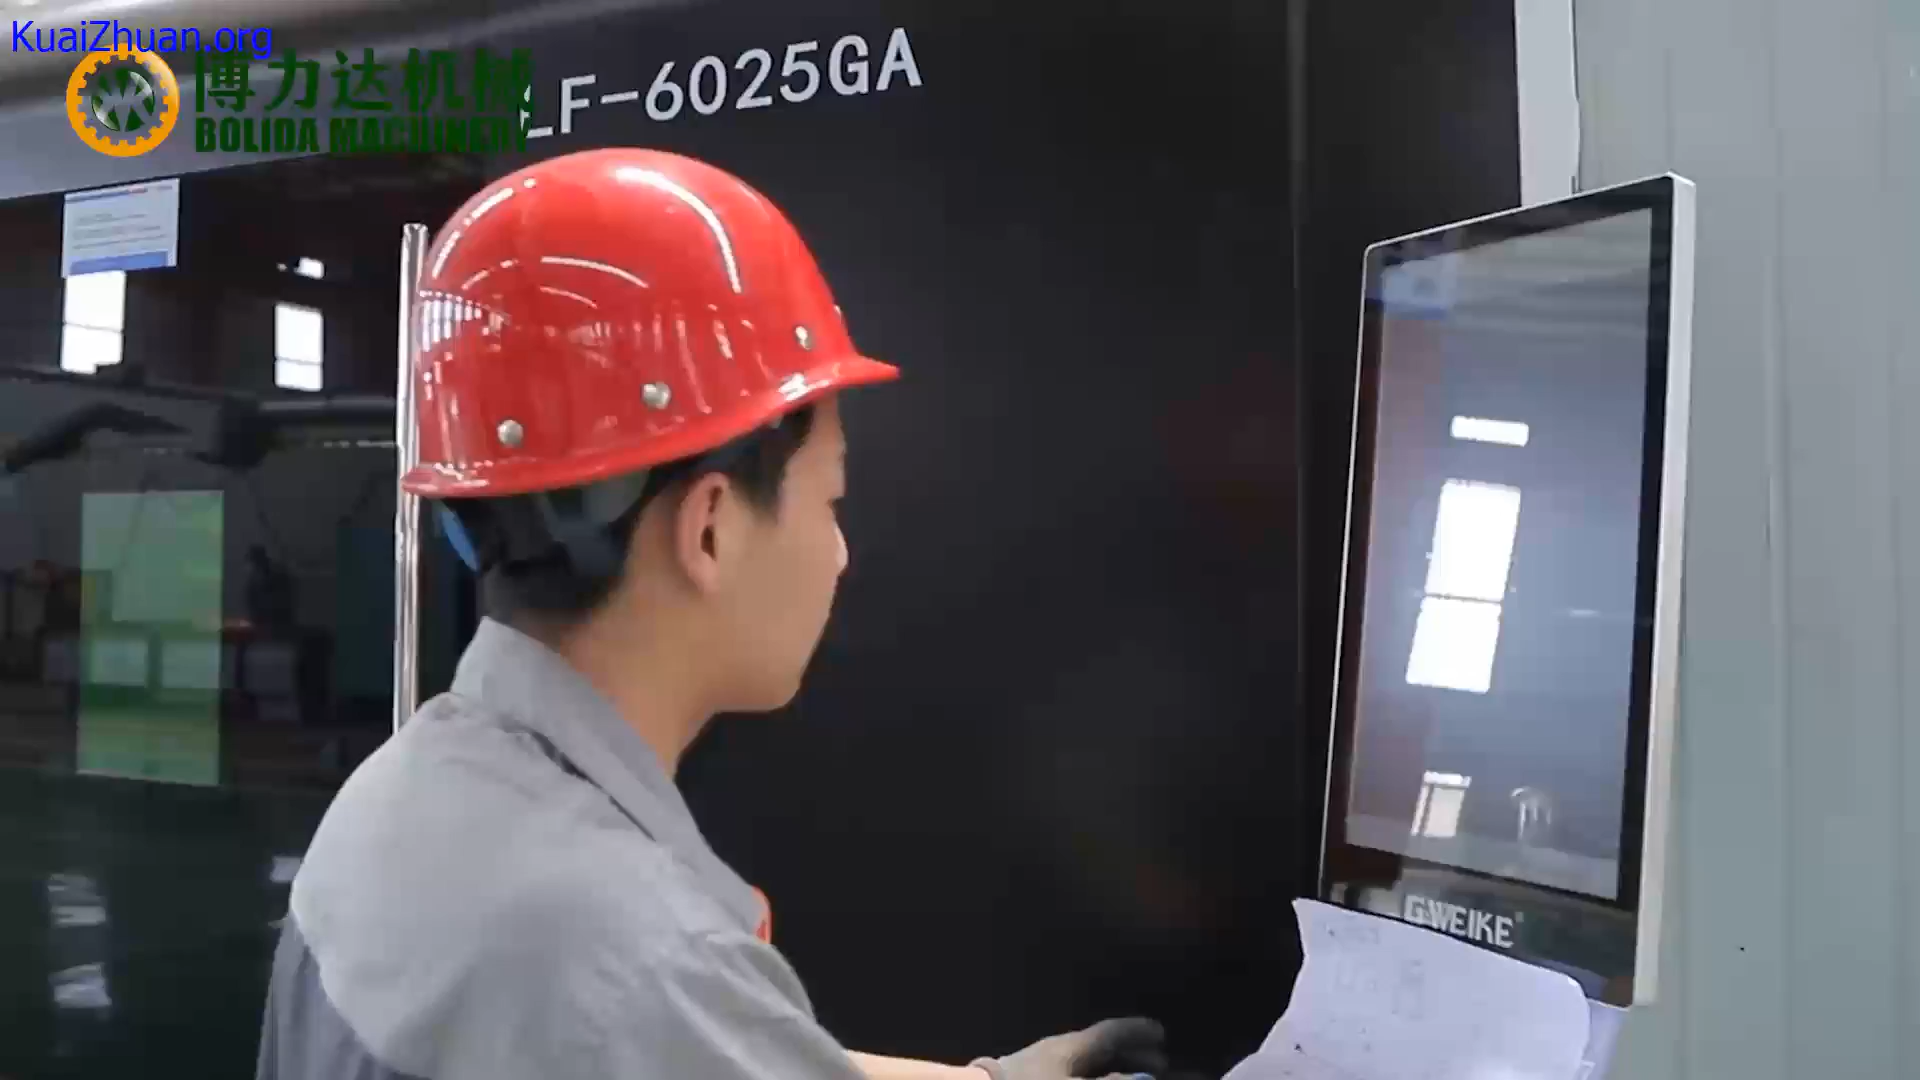 KuaiZhuan.org
博力达机械
BOLIDA MACHINERY
LF-6025GA
GWEIKE